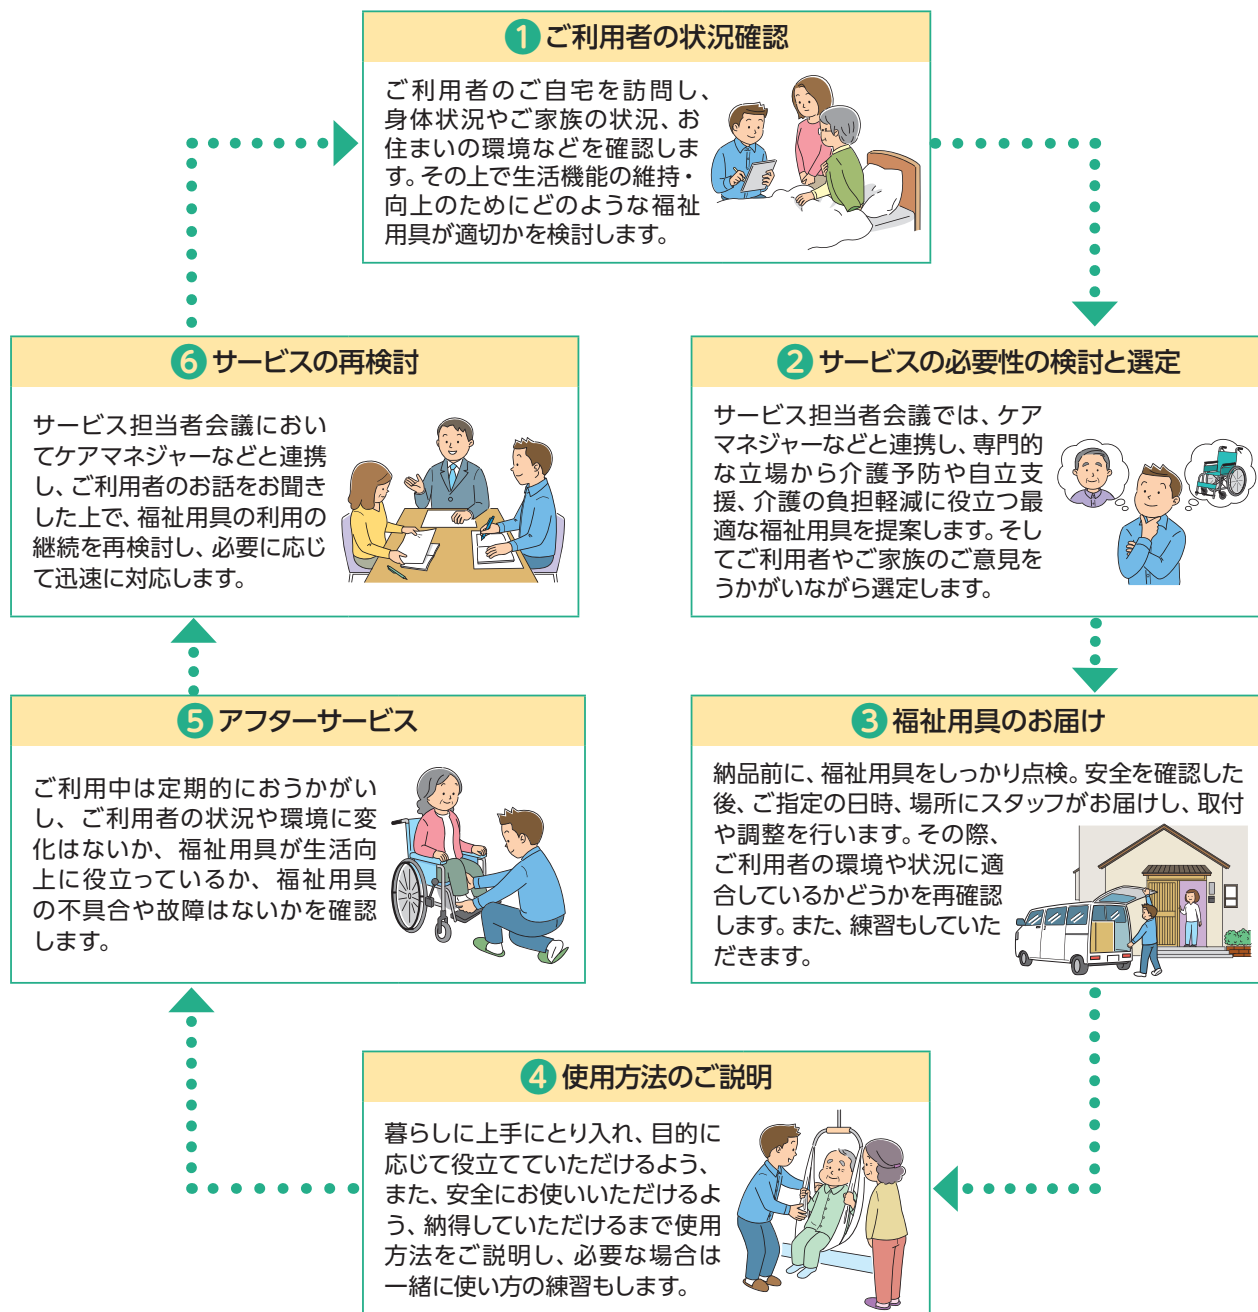 ❶ご利用者の状況確認
ご利用者のご自宅を訪問し、
身体状況やご家族の状況、お
住まいの環境などを確認しま
す。その上で生活機能の維持・
向上のためにどのような福祉
用具が適切かを検討します。
❷サービスの必要性の検討と選定
サービス担当者会議では、ケア
マネジャーなどと連携し、専門的
な立場から介護予防や自立支
援、介護の負担軽減に役立つ最
適な福祉用具を提案します。そし
てご利用者やご家族のご意見を
うかがいながら選定します。
❸福祉用具のお届け
納品前に、福祉用具をしっかり点検。安全を確認した
後、ご指定の日時、場所にスタッフがお届けし、取付
や調整を行います。その際、
ご利用者の環境や状況に適
合しているかどうかを再確認
します。また、練習もしていた
だきます。
❹使用方法のご説明
暮らしに上手にとり入れ、目的に
応じて役立てていただけるよう、
また、安全にお使いいただけるよ
う、納得していただけるまで使用
方法をご説明し、必要な場合は
一緒に使い方の練習もします。
❺アフターサービス
ご利用中は定期的におうかがい
し、ご利用者の状況や環境に変
化はないか、福祉用具が生活向
上に役立っているか、福祉用具
の不具合や故障はないかを確認
します。
❻サービスの再検討
サービス担当者会議におい
てケアマネジャーなどと連携
し、ご利用者のお話をお聞き
した上で、福祉用具の利用の
継続を再検討し、必要に応じ
て迅速に対応します。